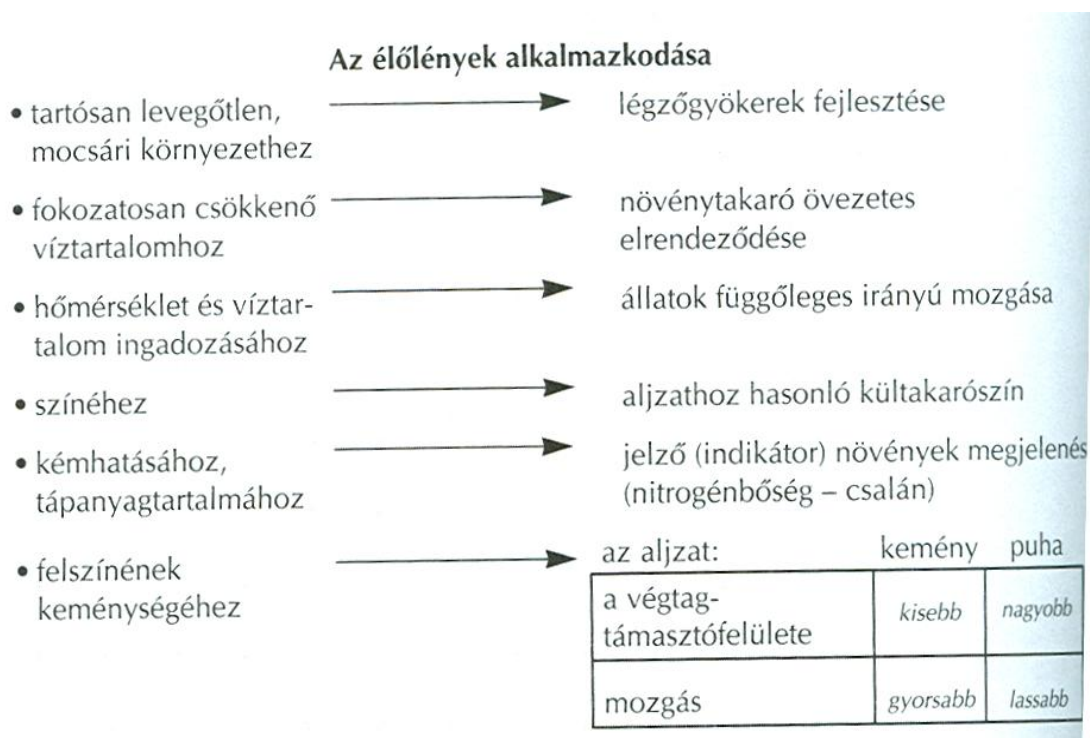 Az élőlények alkalmazkodása
• tartósan levegőtlen,
mocsári környezethez
légzőgyökerek fejlesztése
• fokozatosan csökkenő
víztartalomhoz
növénytakaró övezetes
elrendeződése
• hőmérséklet és víztar-
talom ingadozásához
állatok függőleges irányú mozgása
• színéhez
aljzathoz hasonló kültakarószín
• kémhatásához,
tápanyagtartalmához
jelző (indikátor) növények megjelenés
(nitrogénbőség – csalán)
• felszínének
keménységéhez
az aljzat: kemény puha
a végtag-
támasztófelülete kisebb nagyobb
mozgás gyorsabb lassabb